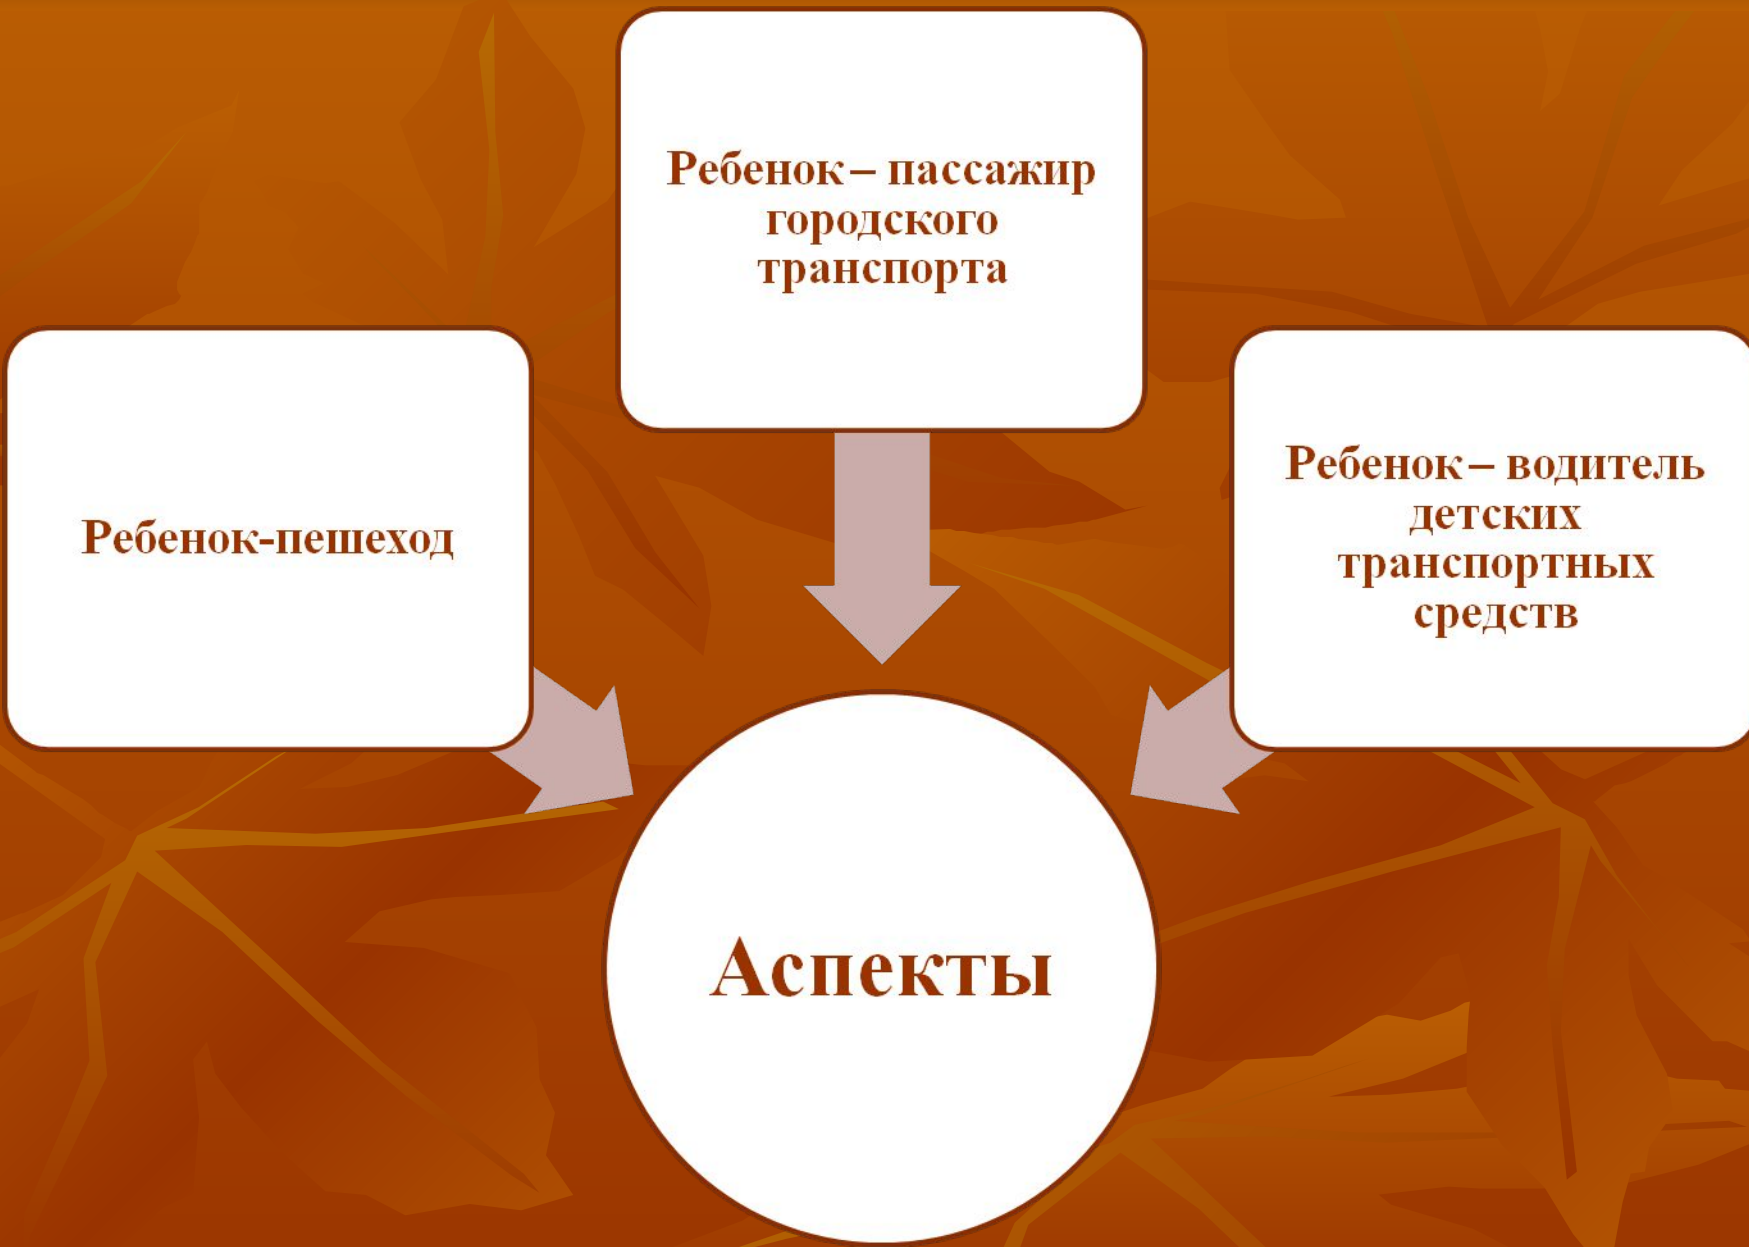 Ребенок – пассажир
городского
транспорта
Ребенок-пешеход
Ребенок – водитель
детских
транспортных
средств
Аспекты